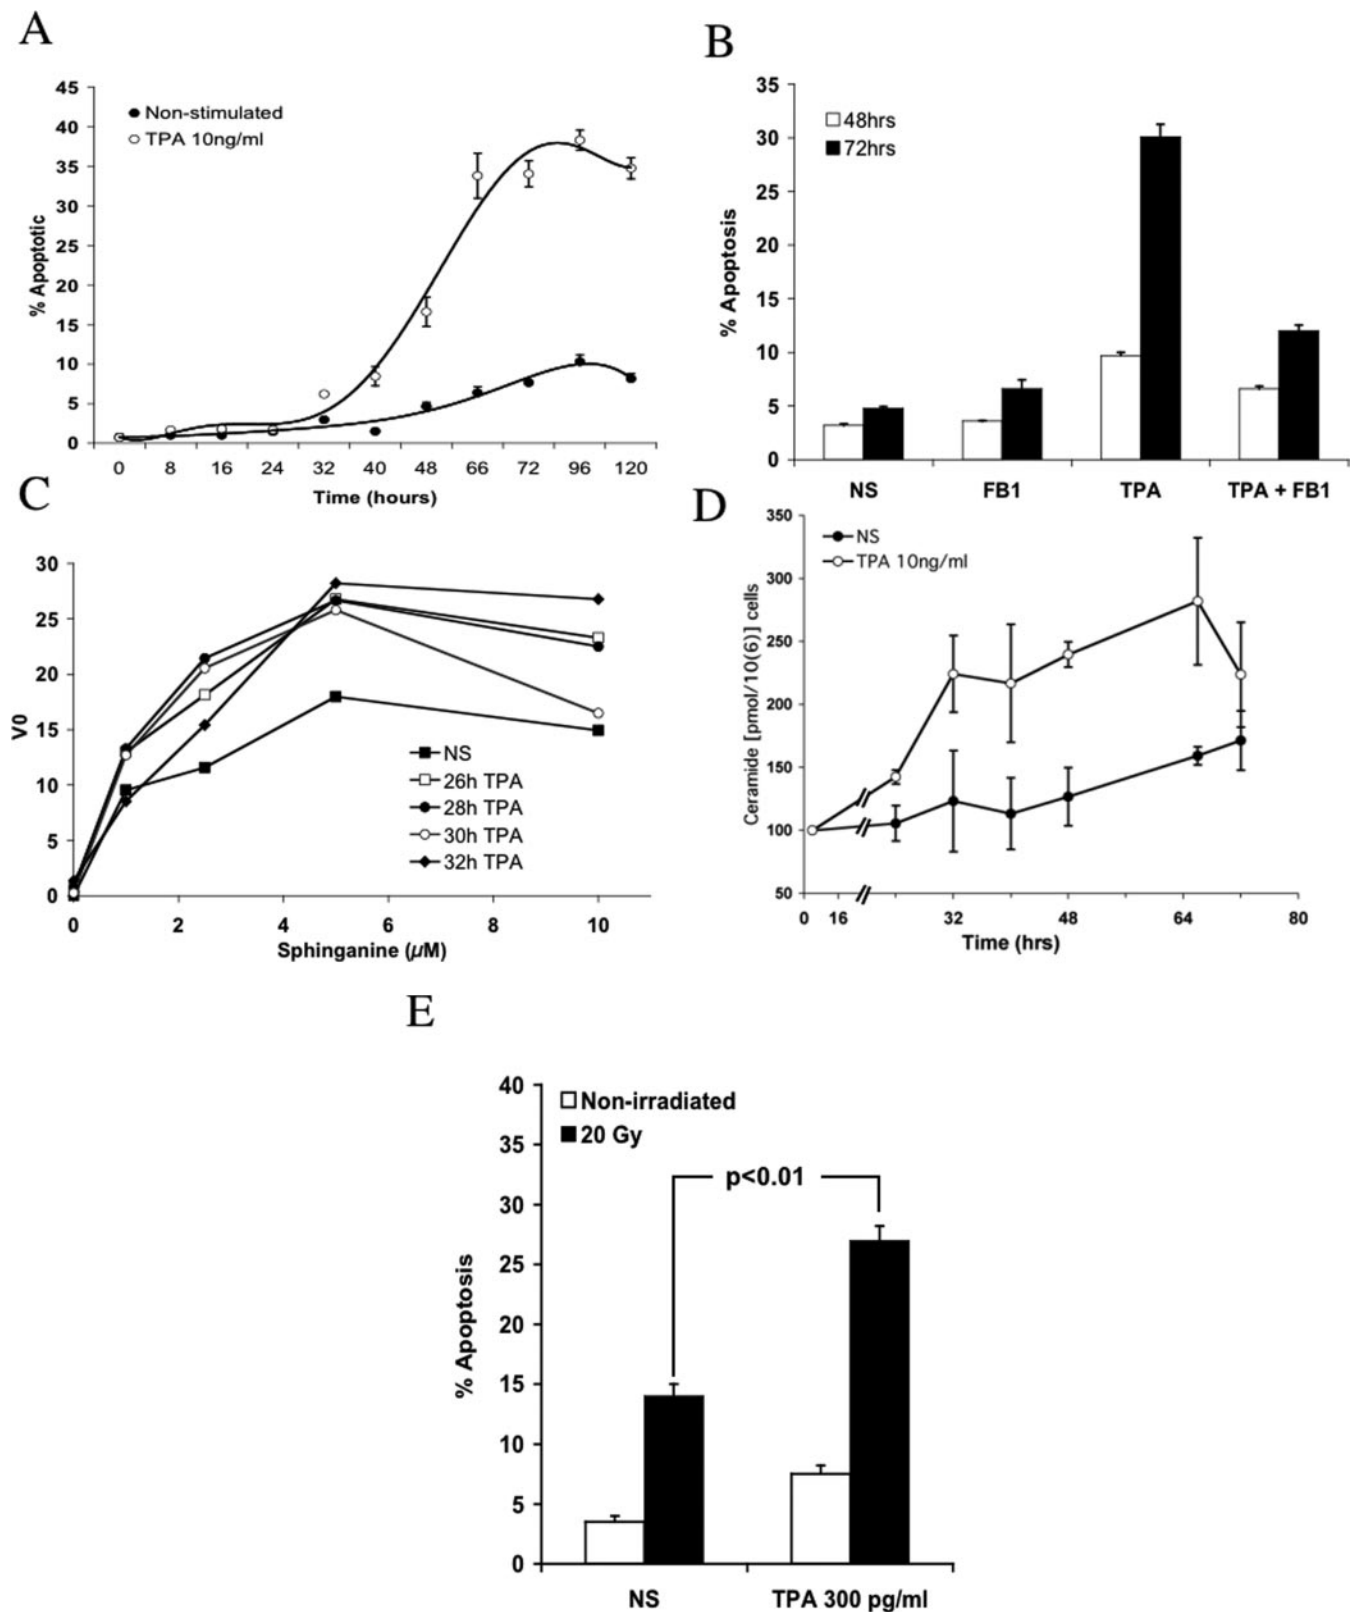 A
45
40
35
30
25
20
15
10
5
0
% Apoptotic
Non-stimulated
TPA 10ng/ml
0 8 16 24 32 40 48 66 72 96 120
Time (hours)
B
35
30
25
20
15
10
5
0
% Apoptosis
48hrs
72hrs
NS FB1 TPA TPA + FB1
C
30
25
20
15
10
5
0
V0
NS
26h TPA
28h TPA
30h TPA
32h TPA
0 2 4 6 8 10
Sphinganine (µM)
D
350
300
250
200
150
100
50
Ceramide [pmol/10(6)] cells
NS
TPA 10ng/ml
0 16 32 48 64 80
Time (hrs)
E
40
35
30
25
20
15
10
5
0
% Apoptosis
Non-irradiated
20 Gy
p<0.01
NS TPA 300 pg/ml